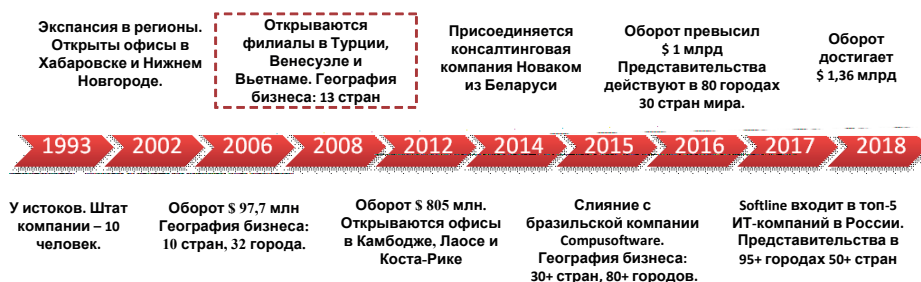 Экспансия в регионы.
Открыты офисы в
Хабаровске и Нижнем
Новгороде.
Открываются
филиалы в Турции,
Венесуэле и
Вьетнаме. География
бизнеса: 13 стран
Присоединяется
консалтинговая
компания Новаком
из Беларуси
Оборот превысил
$ 1 млрд
Представительства
действуют в 80 городах
30 стран мира.
Оборот
достигает
$ 1,36 млрд
1993 2002 2006 2008 2012 2014 2015 2016 2017 2018
У истоков. Штат
компании – 10
человек.
Оборот $ 97,7 млн
География бизнеса:
10 стран, 32 города.
Оборот $ 805 млн.
Открываются офисы
в Камбодже, Лаосе и
Коста-Рике
Слияние с
бразильской компании
Compusoftware.
География бизнеса:
30+ стран, 80+ городов.
Softline входит в топ-5
ИТ-компаний в России.
Представительства в
95+ городах 50+ стран